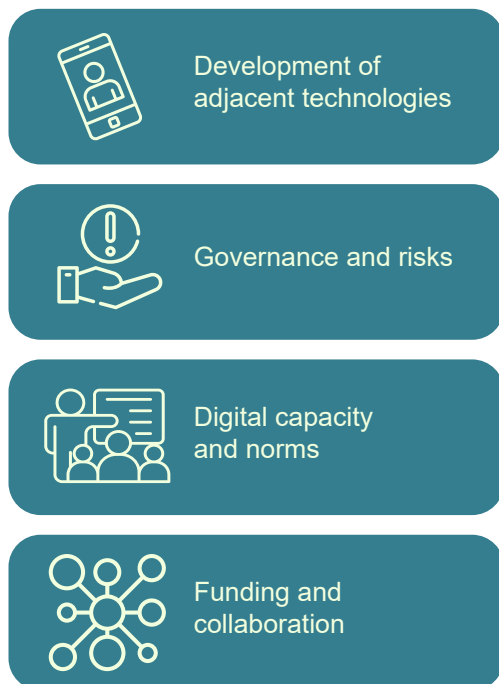 Development of
adjacent technologies
Governance and risks
Digital capacity
and norms
Funding and
collaboration